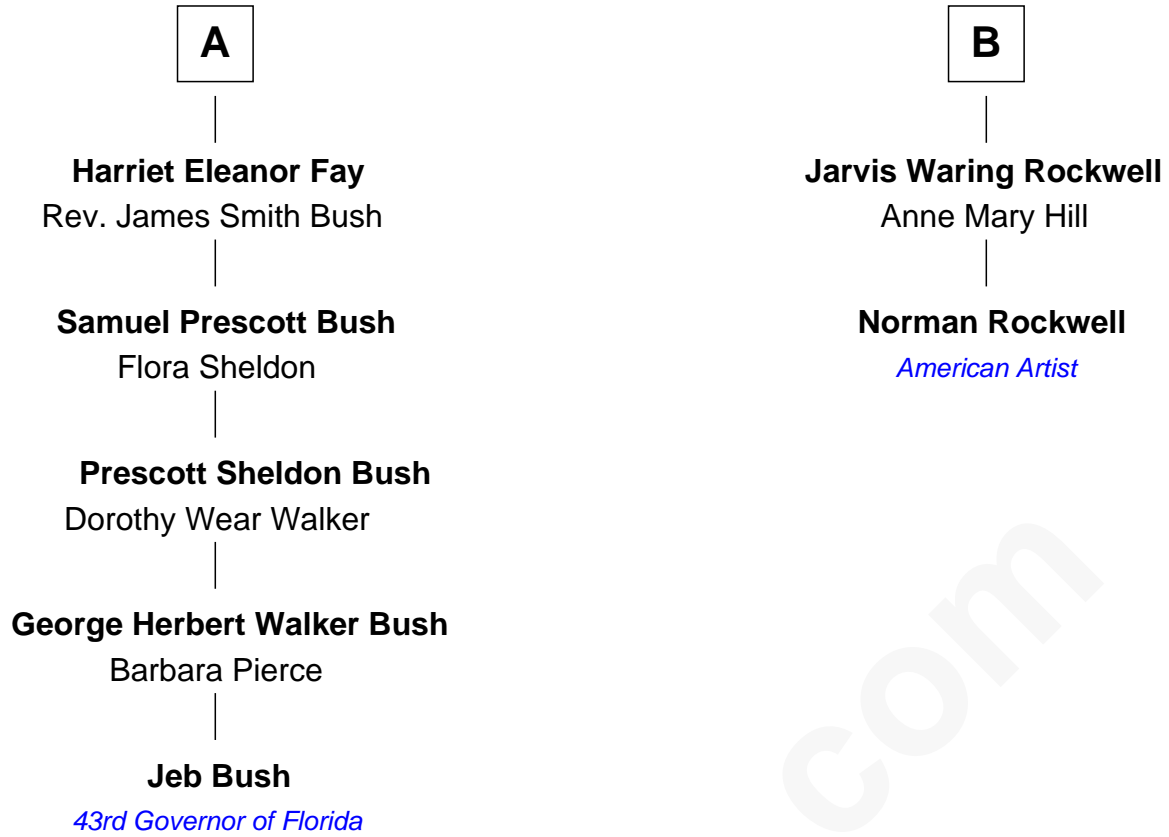 A
Harriet Eleanor Fay
Rev. James Smith Bush
Samuel Prescott Bush
Flora Sheldon
Prescott Sheldon Bush
Dorothy Wear Walker
George Herbert Walker Bush
Barbara Pierce
Jeb Bush
43rd Governor of Florida
B
Jarvis Waring Rockwell
Anne Mary Hill
Norman Rockwell
American Artist
com